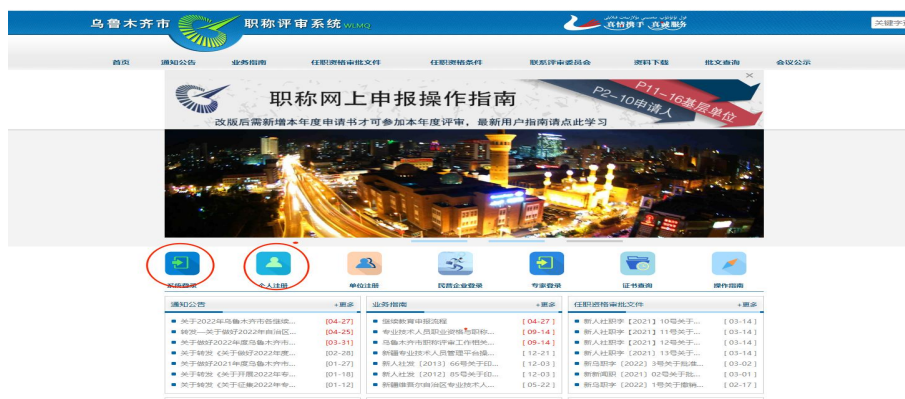 乌鲁木齐市 职称评审系统 WLMQ
真情携手 真诚服务
关键字查
首页 通知公告 业务指南 任职资格审批文件 任职资格条件 联系评审委员会 资料下载 批文查询 会议公示
职称网上申报操作指南
P2-10申请人
P11-16基层单位
改版后需新增本年度申请书才可参加本年度评审，最新用户指南请点此学习
系统登录 个人注册 单位注册 民营企业登录 专家登录 证书查询 操作指南
通知公告 +更多
关于2022年乌鲁木齐市各继续... [04-27]
转发—关于做好2022年自治区... [04-25]
关于做好2022年度乌鲁木齐市... [03-31]
关于转发《关于做好2022年度... [02-28]
关于做好2021年度乌鲁木齐市... [01-27]
关于转发《关于开展2022年专... [01-18]
关于转发《关于征集2022年专... [01-12]
业务指南 +更多
继续教育申报流程 [04-27]
专业技术人员职业资格与职称... [09-14]
乌鲁木齐市职称评审工作相关... [09-14]
新疆专业技术人员管理平台操... [12-21]
新人社发〔2013〕66号关于印... [12-03]
新人社发〔2012〕85号关于印... [12-03]
新疆维吾尔自治区专业技术人... [05-22]
任职资格审批文件 +更多
新人社职字【2021】10号关于... [03-14]
新人社职字【2021】11号关于... [03-14]
新人社职字【2021】12号关于... [03-14]
新人社职字【2021】13号关于... [03-14]
新乌职字〔2022〕3号关于批准... [03-02]
新新闻职〔2021〕02号关于批... [03-01]
新乌职字〔2022〕1号关于撤销... [02-17]